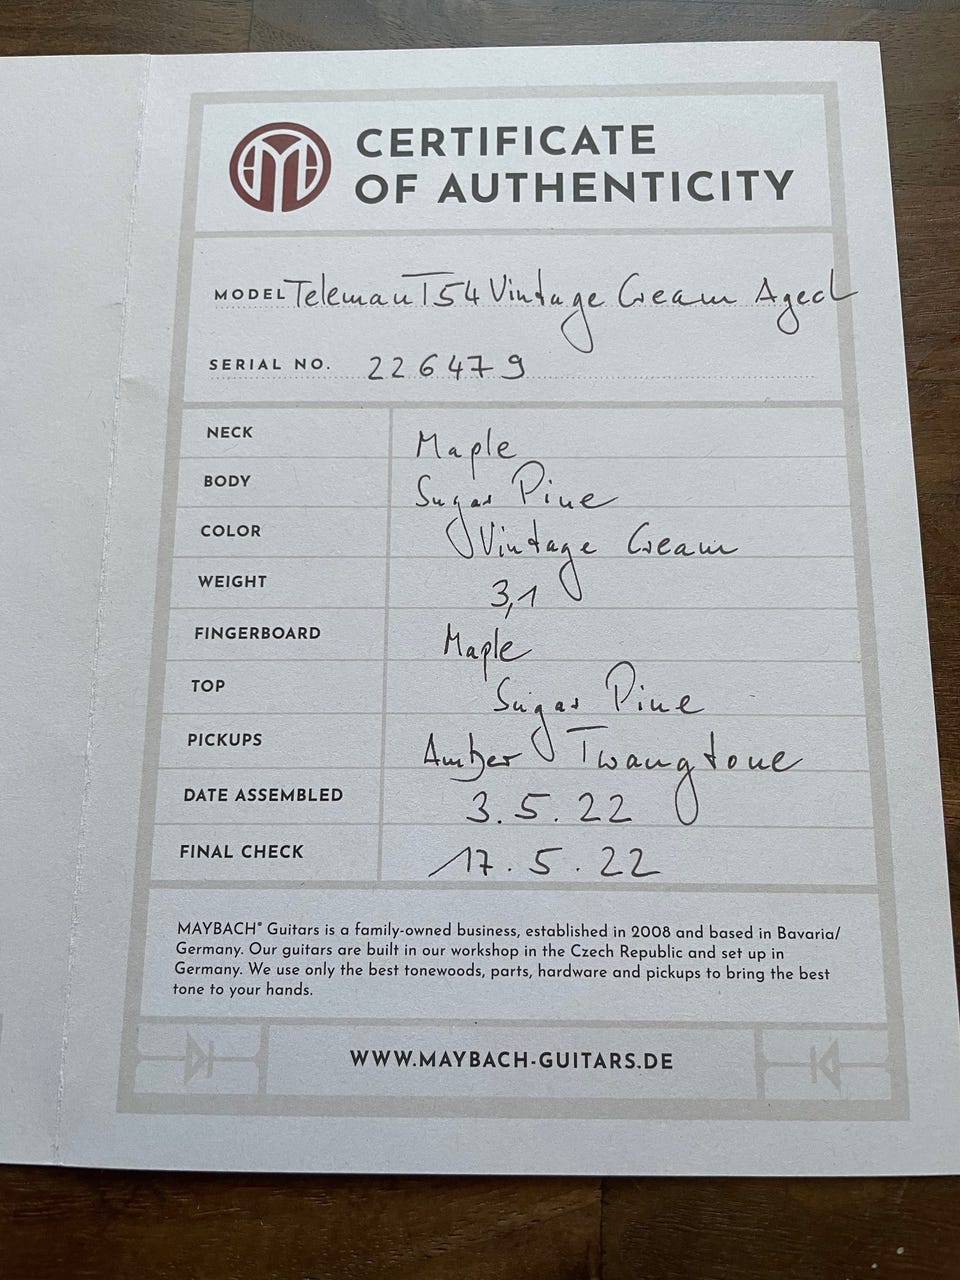 CERTIFICATE
OF AUTHENTICITY
MODEL Teleman T54 Vintage Cream Aged
SERIAL NO. 226479
NECK Maple
BODY Sugar Pine
COLOR Vintage Cream
WEIGHT 3,1
FINGERBOARD Maple
TOP Sugar Pine
PICKUPS Amber Twangtone
DATE ASSEMBLED 3.5.22
FINAL CHECK 17.5.22
MAYBACH® Guitars is a family-owned business, established in 2008 and based in Bavaria/
Germany. Our guitars are built in our workshop in the Czech Republic and set up in
Germany. We use only the best tonewoods, parts, hardware and pickups to bring the best
tone to your hands.
WWW.MAYBACH-GUITARS.DE